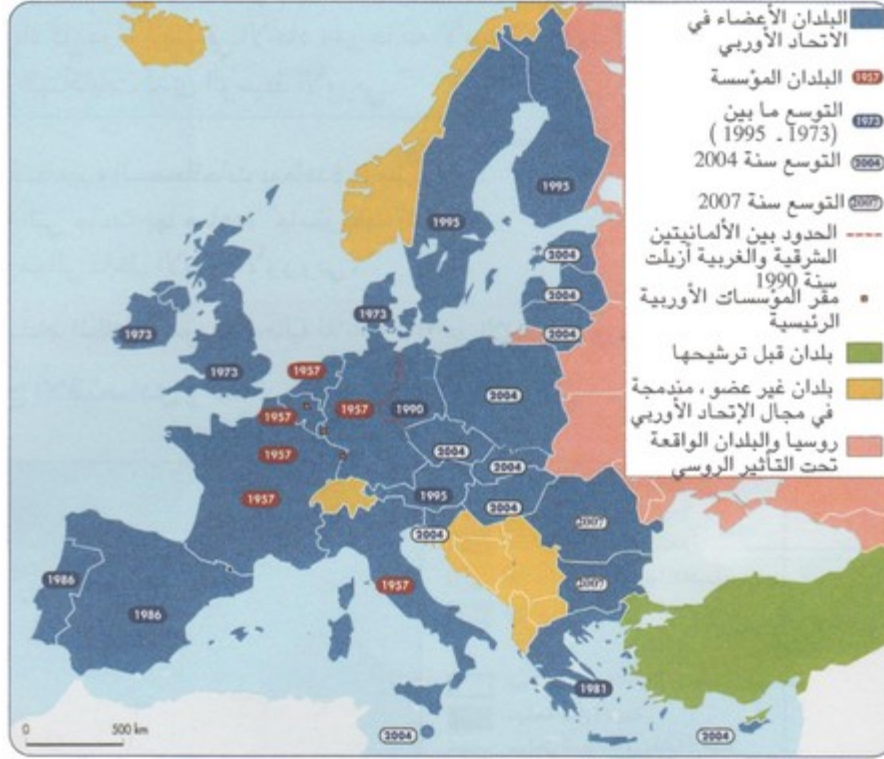 البلدان الأعضاء في
الاتحاد الأوربي
1957 البلدان المؤسسة
1973 التوسع ما بين
(1973 ـ 1995)
2004 التوسع سنة 2004
2007 التوسع سنة 2007
الحدود بين الألمانيتين
الشرقية والغربية أزيلت
سنة 1990
مقر المؤسسات الأوربية
الرئيسية
بلدان قبل ترشيحها
بلدان غير عضو، مندمجة
في مجال الإتحاد الأوربي
روسيا والبلدان الواقعة
تحت التأثير الروسي
1995
1995
2004
2004
2004
1973
1973
1973
1957
1957
1957
1990
2004
1957
2004
2004
1957
1995
2004
2004
2007
2007
1986
1986
1957
1981
2004
2004
0 500 km